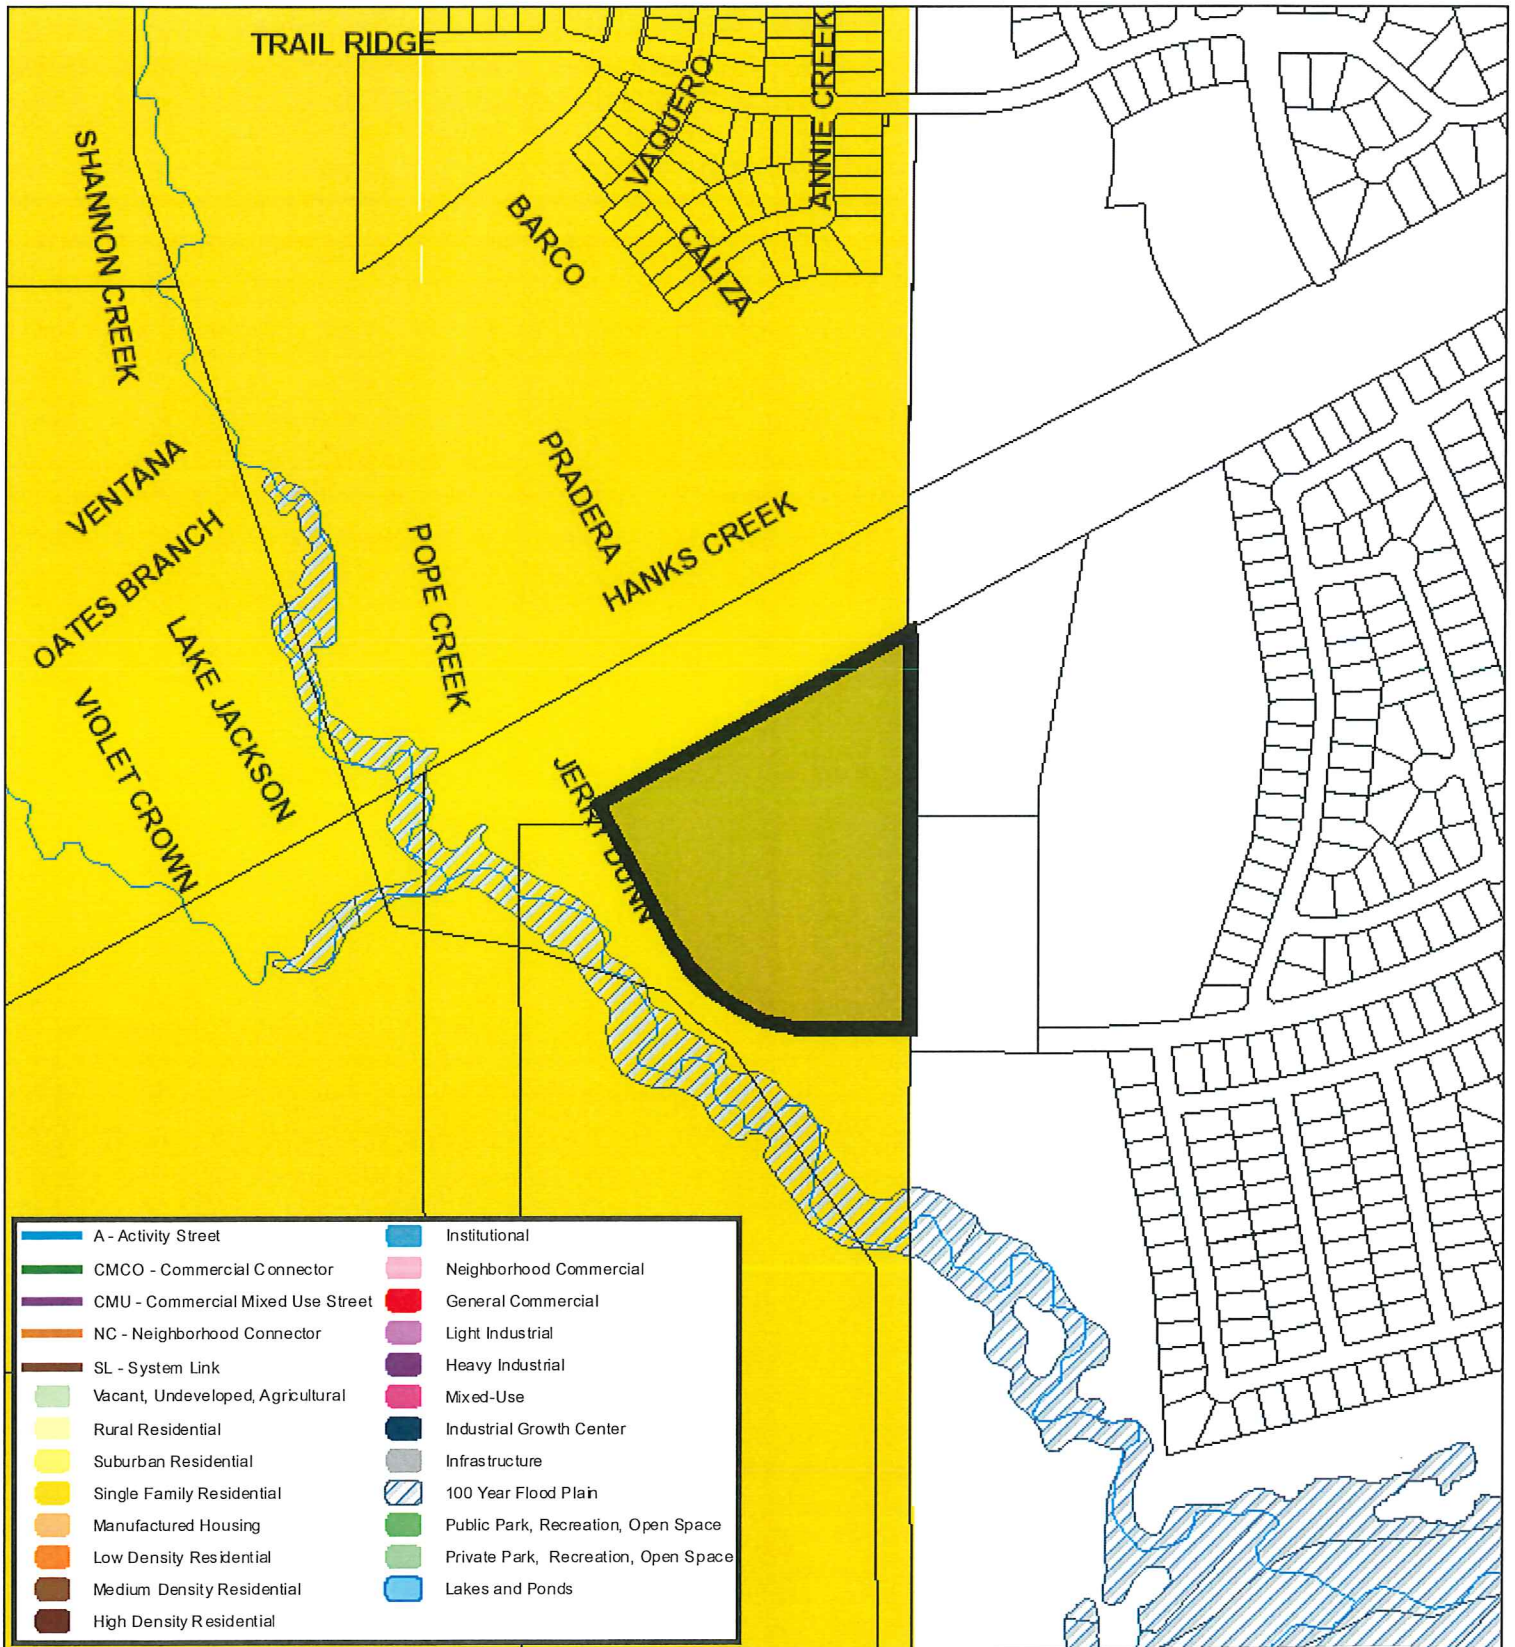 TRAIL RIDGE
VAQUERO
ANNIE CREEK
SHANNON CREEK
BARCO
CALIZA
VENTANA
PRADERA
OATES BRANCH
POPE CREEK
HANKS CREEK
LAKE JACKSON
VIOLET CROWN
JERRY DUNN
A - Activity Street
CMCO - Commercial Connector
CMU - Commercial Mixed Use Street
NC - Neighborhood Connector
SL - System Link
Vacant, Undeveloped, Agricultural
Rural Residential
Suburban Residential
Single Family Residential
Manufactured Housing
Low Density Residential
Medium Density Residential
High Density Residential
Institutional
Neighborhood Commercial
General Commercial
Light Industrial
Heavy Industrial
Mixed-Use
Industrial Growth Center
Infrastructure
100 Year Flood Plain
Public Park, Recreation, Open Space
Private Park, Recreation, Open Space
Lakes and Ponds